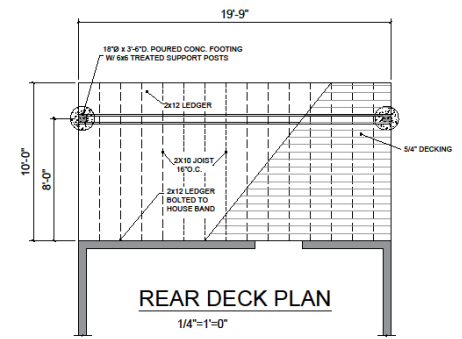 19'-9"
18"Ø x 3'-6"D. POURED CONC. FOOTING
W/ 6x6 TREATED SUPPORT POSTS
2x12 LEDGER
10'-0"
8'-0"
5/4" DECKING
2X10 JOIST
16"O.C.
2x12 LEDGER
BOLTED TO
HOUSE BAND
REAR DECK PLAN
1/4"=1'=0"